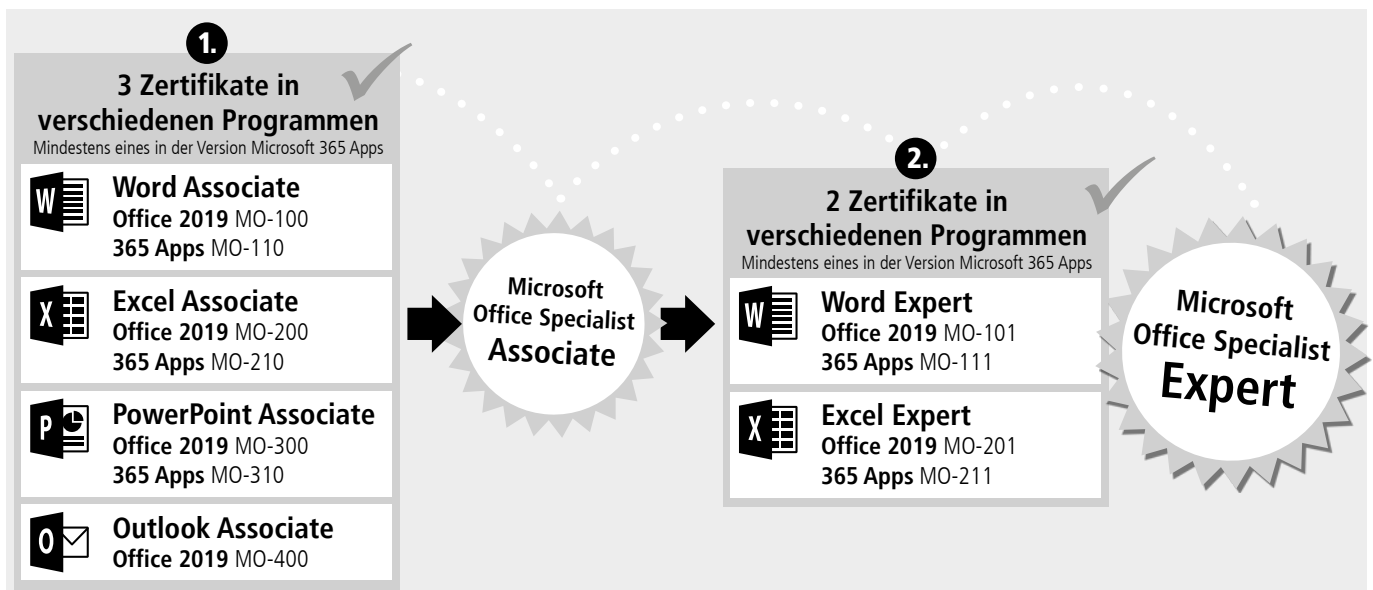 1.
3 Zertifikate in
verschiedenen Programmen
Mindestens eines in der Version Microsoft 365 Apps
W
Word Associate
Office 2019 MO-100
365 Apps MO-110
X
Excel Associate
Office 2019 MO-200
365 Apps MO-210
P
PowerPoint Associate
Office 2019 MO-300
365 Apps MO-310
O
Outlook Associate
Office 2019 MO-400
Microsoft
Office Specialist
Associate
2.
2 Zertifikate in
verschiedenen Programmen
Mindestens eines in der Version Microsoft 365 Apps
W
Word Expert
Office 2019 MO-101
365 Apps MO-111
X
Excel Expert
Office 2019 MO-201
365 Apps MO-211
Microsoft
Office Specialist
Expert